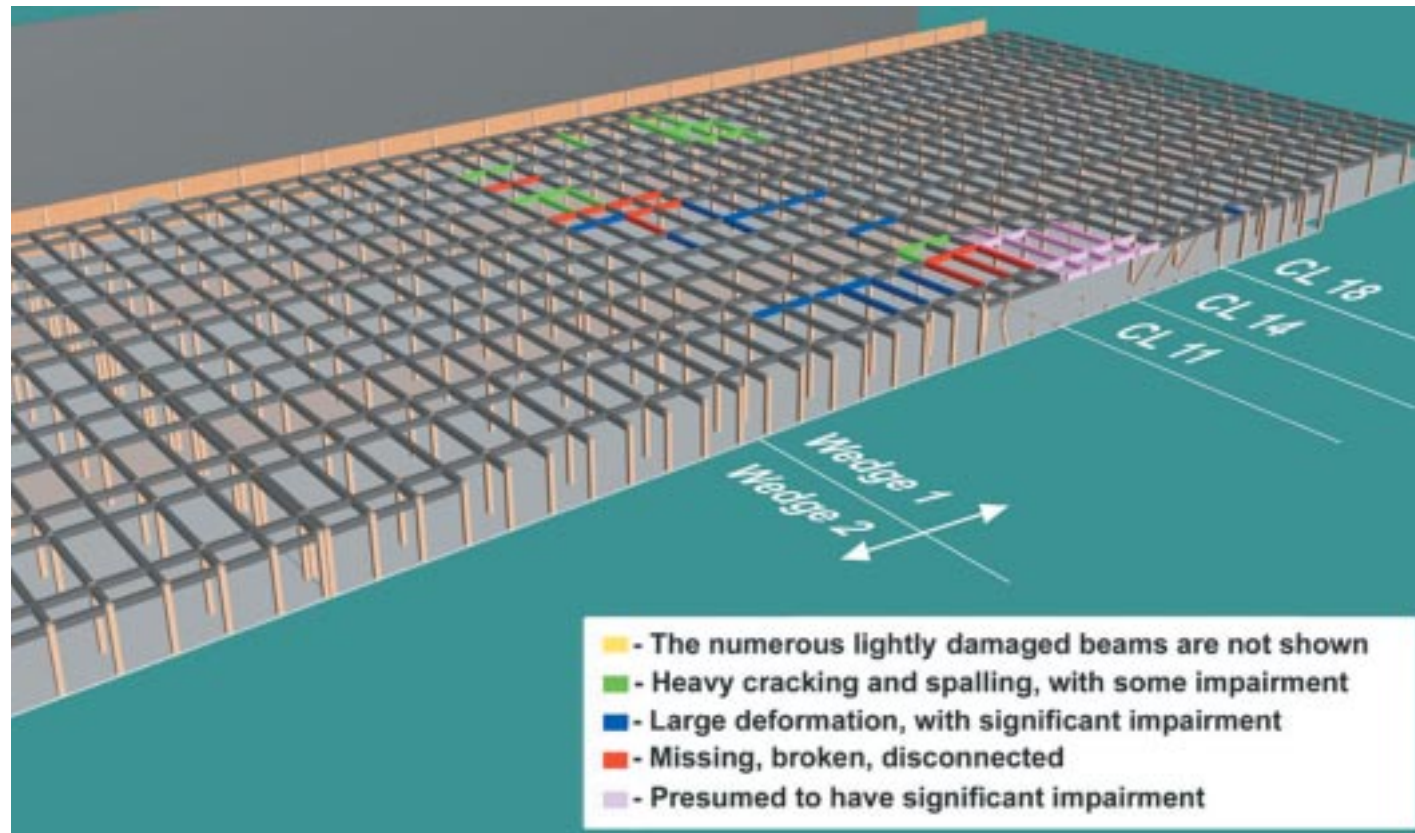 CL 18
CL 14
CL 11
Wedge 1
Wedge 2
- The numerous lightly damaged beams are not shown
- Heavy cracking and spalling, with some impairment
- Large deformation, with significant impairment
- Missing, broken, disconnected
- Presumed to have significant impairment